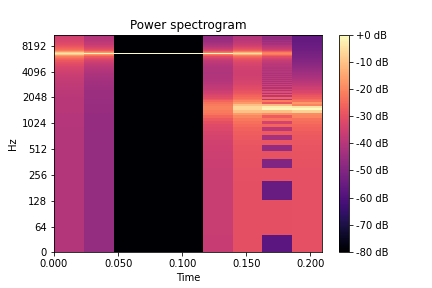 Power spectrogram
8192
4096
2048
1024
512
256
128
64
0
Hz
0.000 0.050 0.100 0.150 0.200
Time
+0 dB
-10 dB
-20 dB
-30 dB
-40 dB
-50 dB
-60 dB
-70 dB
-80 dB